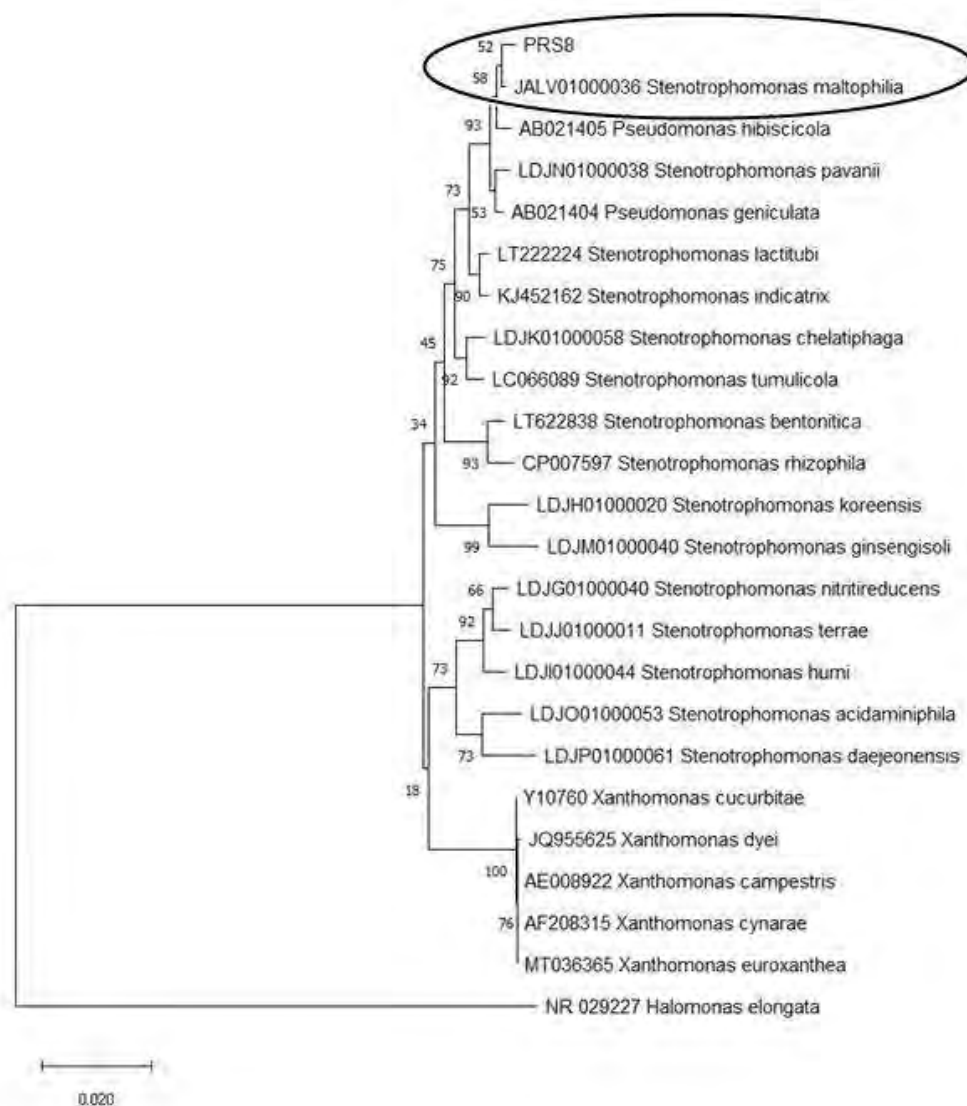 52
PRS8
58
JALV01000036 Stenotrophomonas maltophilia
93
AB021405 Pseudomonas hibiscicola
LDJN01000038 Stenotrophomonas pavanii
73
53
AB021404 Pseudomonas geniculata
LT222224 Stenotrophomonas lactitubi
75
90
KJ452162 Stenotrophomonas indicatrix
LDJK01000058 Stenotrophomonas chelatiphaga
45
92
LC066089 Stenotrophomonas tumulicola
LT622838 Stenotrophomonas bentonitica
34
93
CP007597 Stenotrophomonas rhizophila
LDJH01000020 Stenotrophomonas koreensis
99
LDJM01000040 Stenotrophomonas ginsengisoli
66
LDJG01000040 Stenotrophomonas nitritireducens
92
LDJJ01000011 Stenotrophomonas terrae
73
LDJI01000044 Stenotrophomonas humi
LDJO01000053 Stenotrophomonas acidaminiphila
73
LDJP01000061 Stenotrophomonas daejeonensis
18
Y10760 Xanthomonas cucurbitae
JQ955625 Xanthomonas dyei
100
AE008922 Xanthomonas campestris
76
AF208315 Xanthomonas cynarae
MT036365 Xanthomonas euroxanthea
NR 029227 Halomonas elongata
0.020